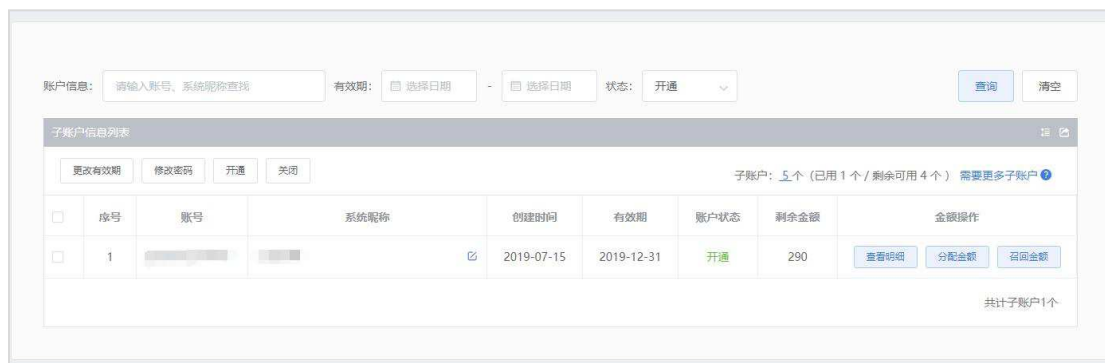 账户信息： 请输入账号、系统昵称查找 有效期： 选择日期 - 选择日期 状态： 开通 查询 清空
子账户信息列表
更改有效期 修改密码 开通 关闭 子账户： 5个（已用1个/剩余可用4个） 需要更多子账户
序号 账号 系统昵称 创建时间 有效期 账户状态 剩余金额 金额操作
1 2019-07-15 2019-12-31 开通 290 查看明细 分配金额 召回金额
共计子账户1个